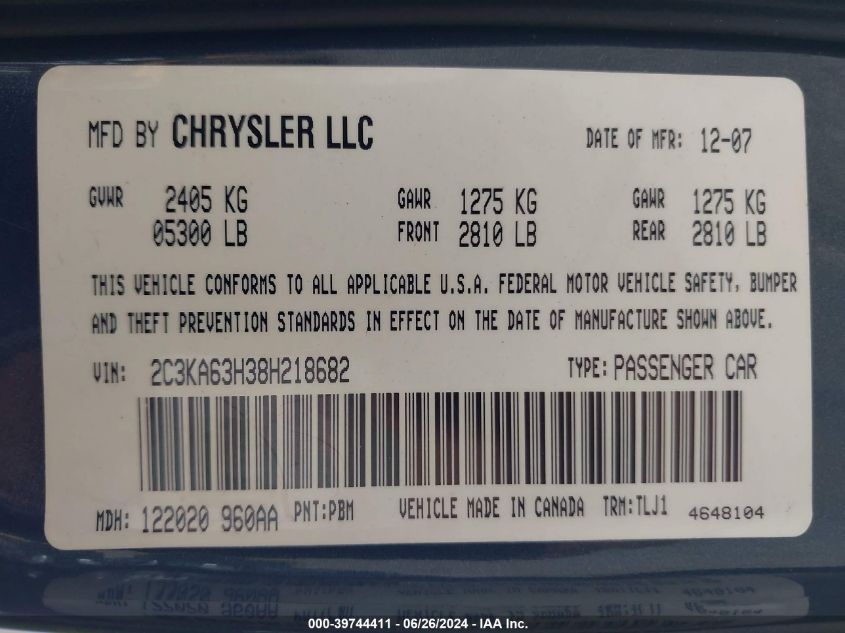 MFD BY CHRYSLER LLC DATE OF MFR: 12-07
GVWR 2405 KG GAWR 1275 KG GAWR 1275 KG
05300 LB FRONT 2810 LB REAR 2810 LB
THIS VEHICLE CONFORMS TO ALL APPLICABLE U.S.A. FEDERAL MOTOR VEHICLE SAFETY, BUMPER
AND THEFT PREVENTION STANDARDS IN EFFECT ON THE DATE OF MANUFACTURE SHOWN ABOVE.
VIN: 2C3KA63H38H218682 TYPE: PASSENGER CAR
MDH: 122020 960AA PNT:PBM VEHICLE MADE IN CANADA TRM:TLJ1 4648104
000-39744411 - 06/26/2024 - IAA Inc.